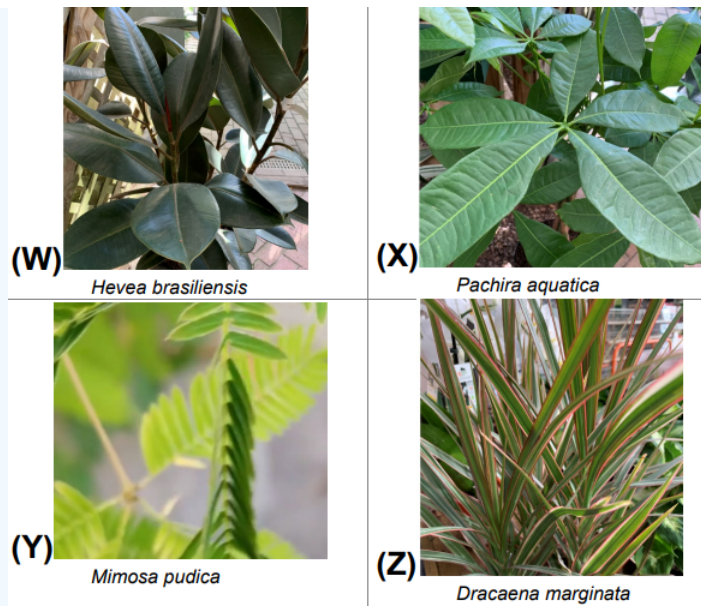 (W)
Hevea brasiliensis
(X)
Pachira aquatica
(Y)
Mimosa pudica
(Z)
Dracaena marginata